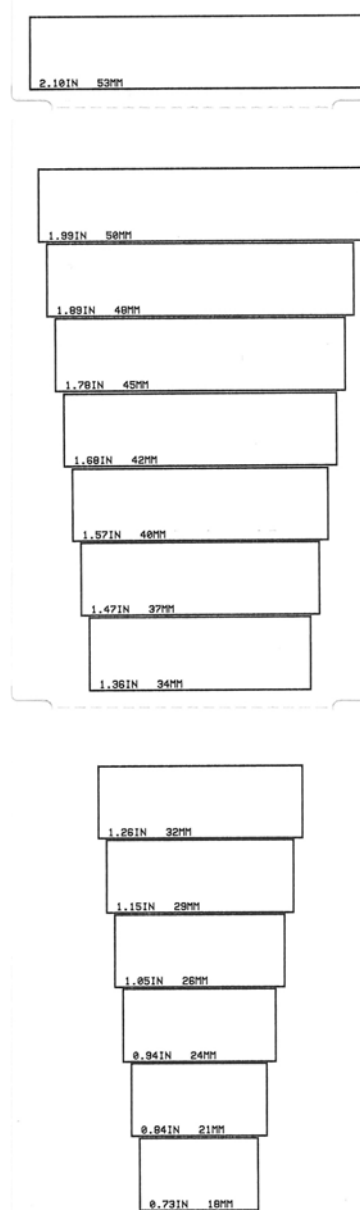 2.10IN 53MM
1.99IN 50MM
1.89IN 48MM
1.78IN 45MM
1.68IN 42MM
1.57IN 40MM
1.47IN 37MM
1.36IN 34MM
1.26IN 32MM
1.15IN 29MM
1.05IN 26MM
0.94IN 24MM
0.84IN 21MM
0.73IN 18MM